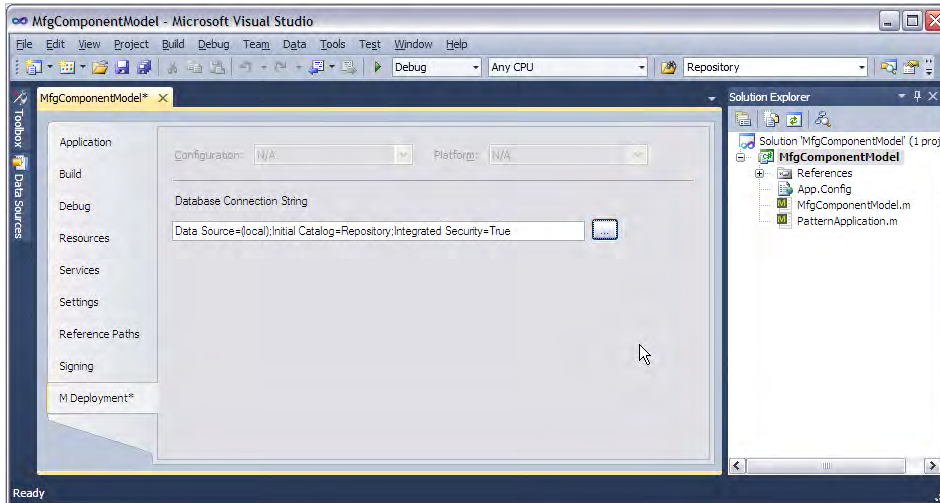 MfgComponentModel - Microsoft Visual Studio
File Edit View Project Build Debug Team Data Tools Test Window Help
Debug Any CPU Repository
Toolbox
Data Sources
MfgComponentModel*
Application
Build
Debug
Resources
Services
Settings
Reference Paths
Signing
M Deployment*
Configuration: N/A Platform: N/A
Database Connection String
Data Source=(local);Initial Catalog=Repository;Integrated Security=True
...
Solution Explorer
Solution 'MfgComponentModel' (1 proj
MfgComponentModel
References
App.Config
MfgComponentModel.m
PatternApplication.m
Ready